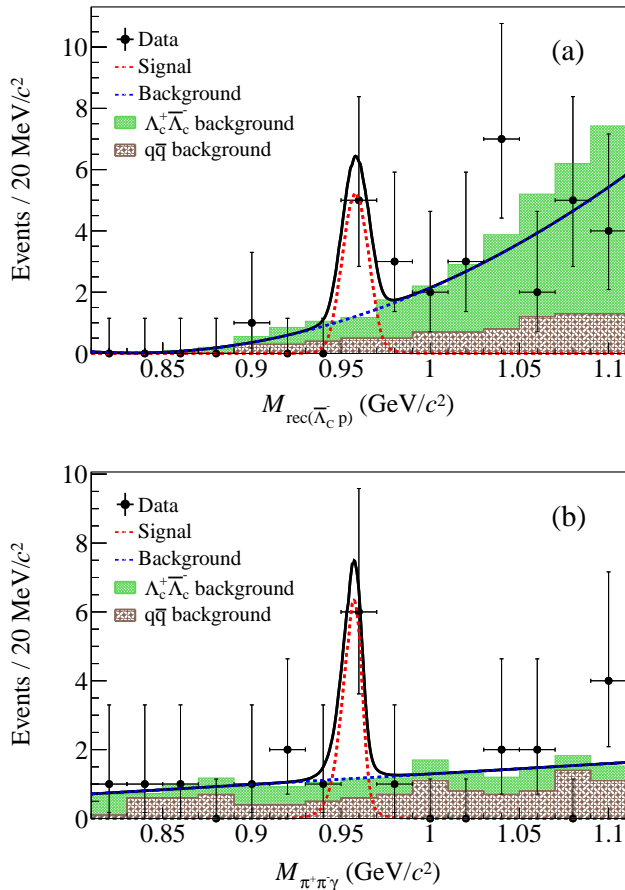 Events / 20 MeV/c²
10
8
6
4
2
0
(a)
Data
Signal
Background
Λc⁺Λ̅c⁻ background
qq̅ background
0.85 0.9 0.95 1 1.05 1.1
M rec(Λ̅c⁻ p) (GeV/c²)
Events / 20 MeV/c²
10
8
6
4
2
0
(b)
Data
Signal
Background
Λc⁺Λ̅c⁻ background
qq̅ background
0.85 0.9 0.95 1 1.05 1.1
M π⁺π⁻γ (GeV/c²)